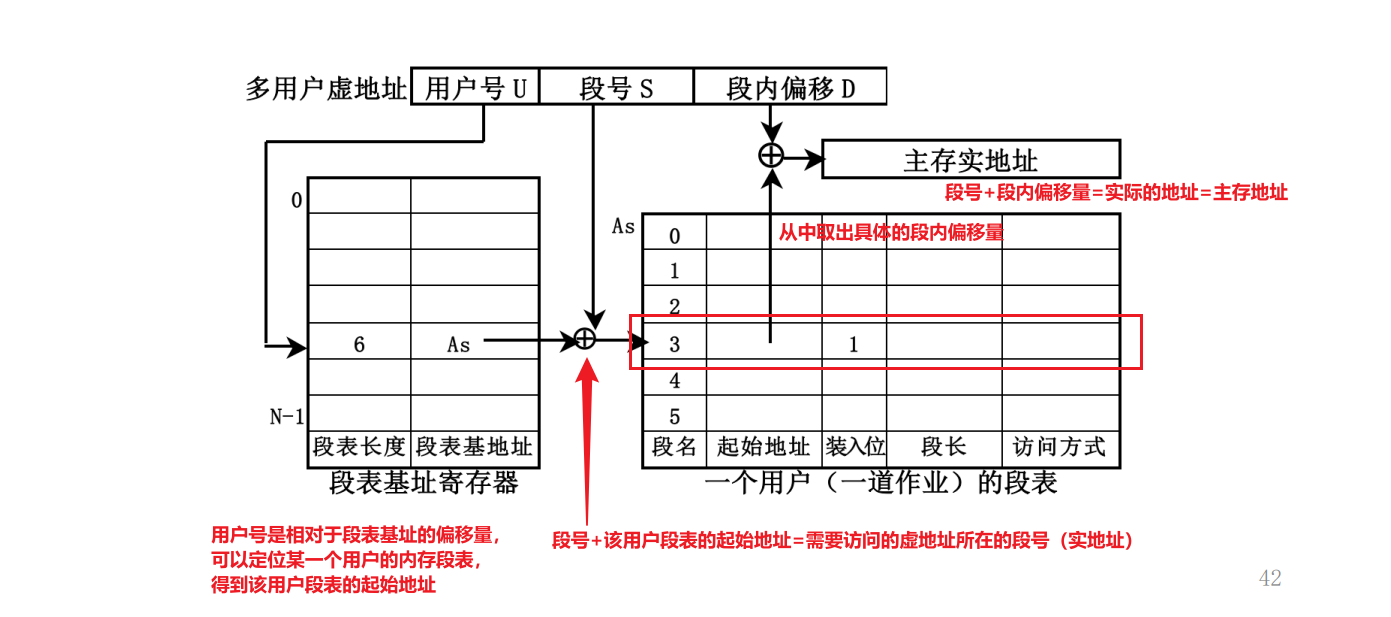 多用户虚地址 用户号 U 段号 S 段内偏移 D
主存实地址
段号+段内偏移量=实际的地址=主存地址
0
As 0 从中取出具体的段内偏移量
1
2
6 As 3 1
4
N-1 5
段表长度 段表基地址 段名 起始地址 装入位 段长 访问方式
段表基址寄存器 一个用户（一道作业）的段表
用户号是相对于段表基址的偏移量，
可以定位某一个用户的内存段表，
得到该用户段表的起始地址
段号+该用户段表的起始地址=需要访问的虚地址所在的段号（实地址）
42